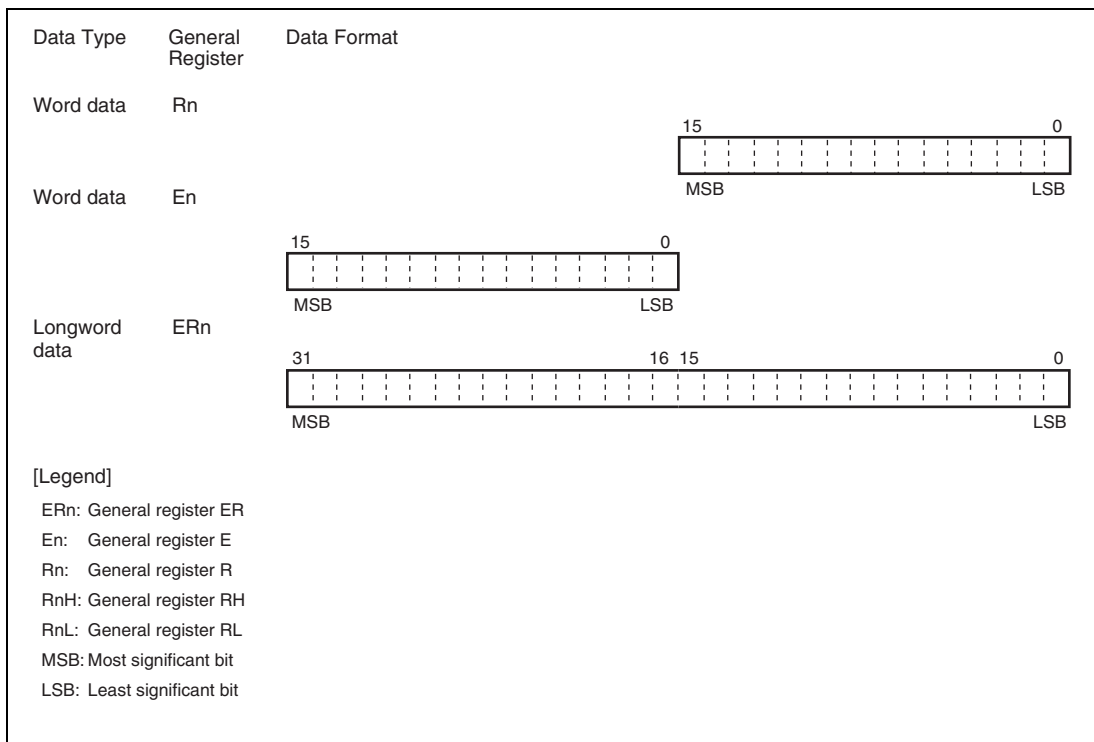 Data Type General Register Data Format
Word data Rn
15 0
MSB LSB
Word data En
15 0
MSB LSB
Longword data ERn
31 16 15 0
MSB LSB
[Legend]
ERn: General register ER
En: General register E
Rn: General register R
RnH: General register RH
RnL: General register RL
MSB: Most significant bit
LSB: Least significant bit